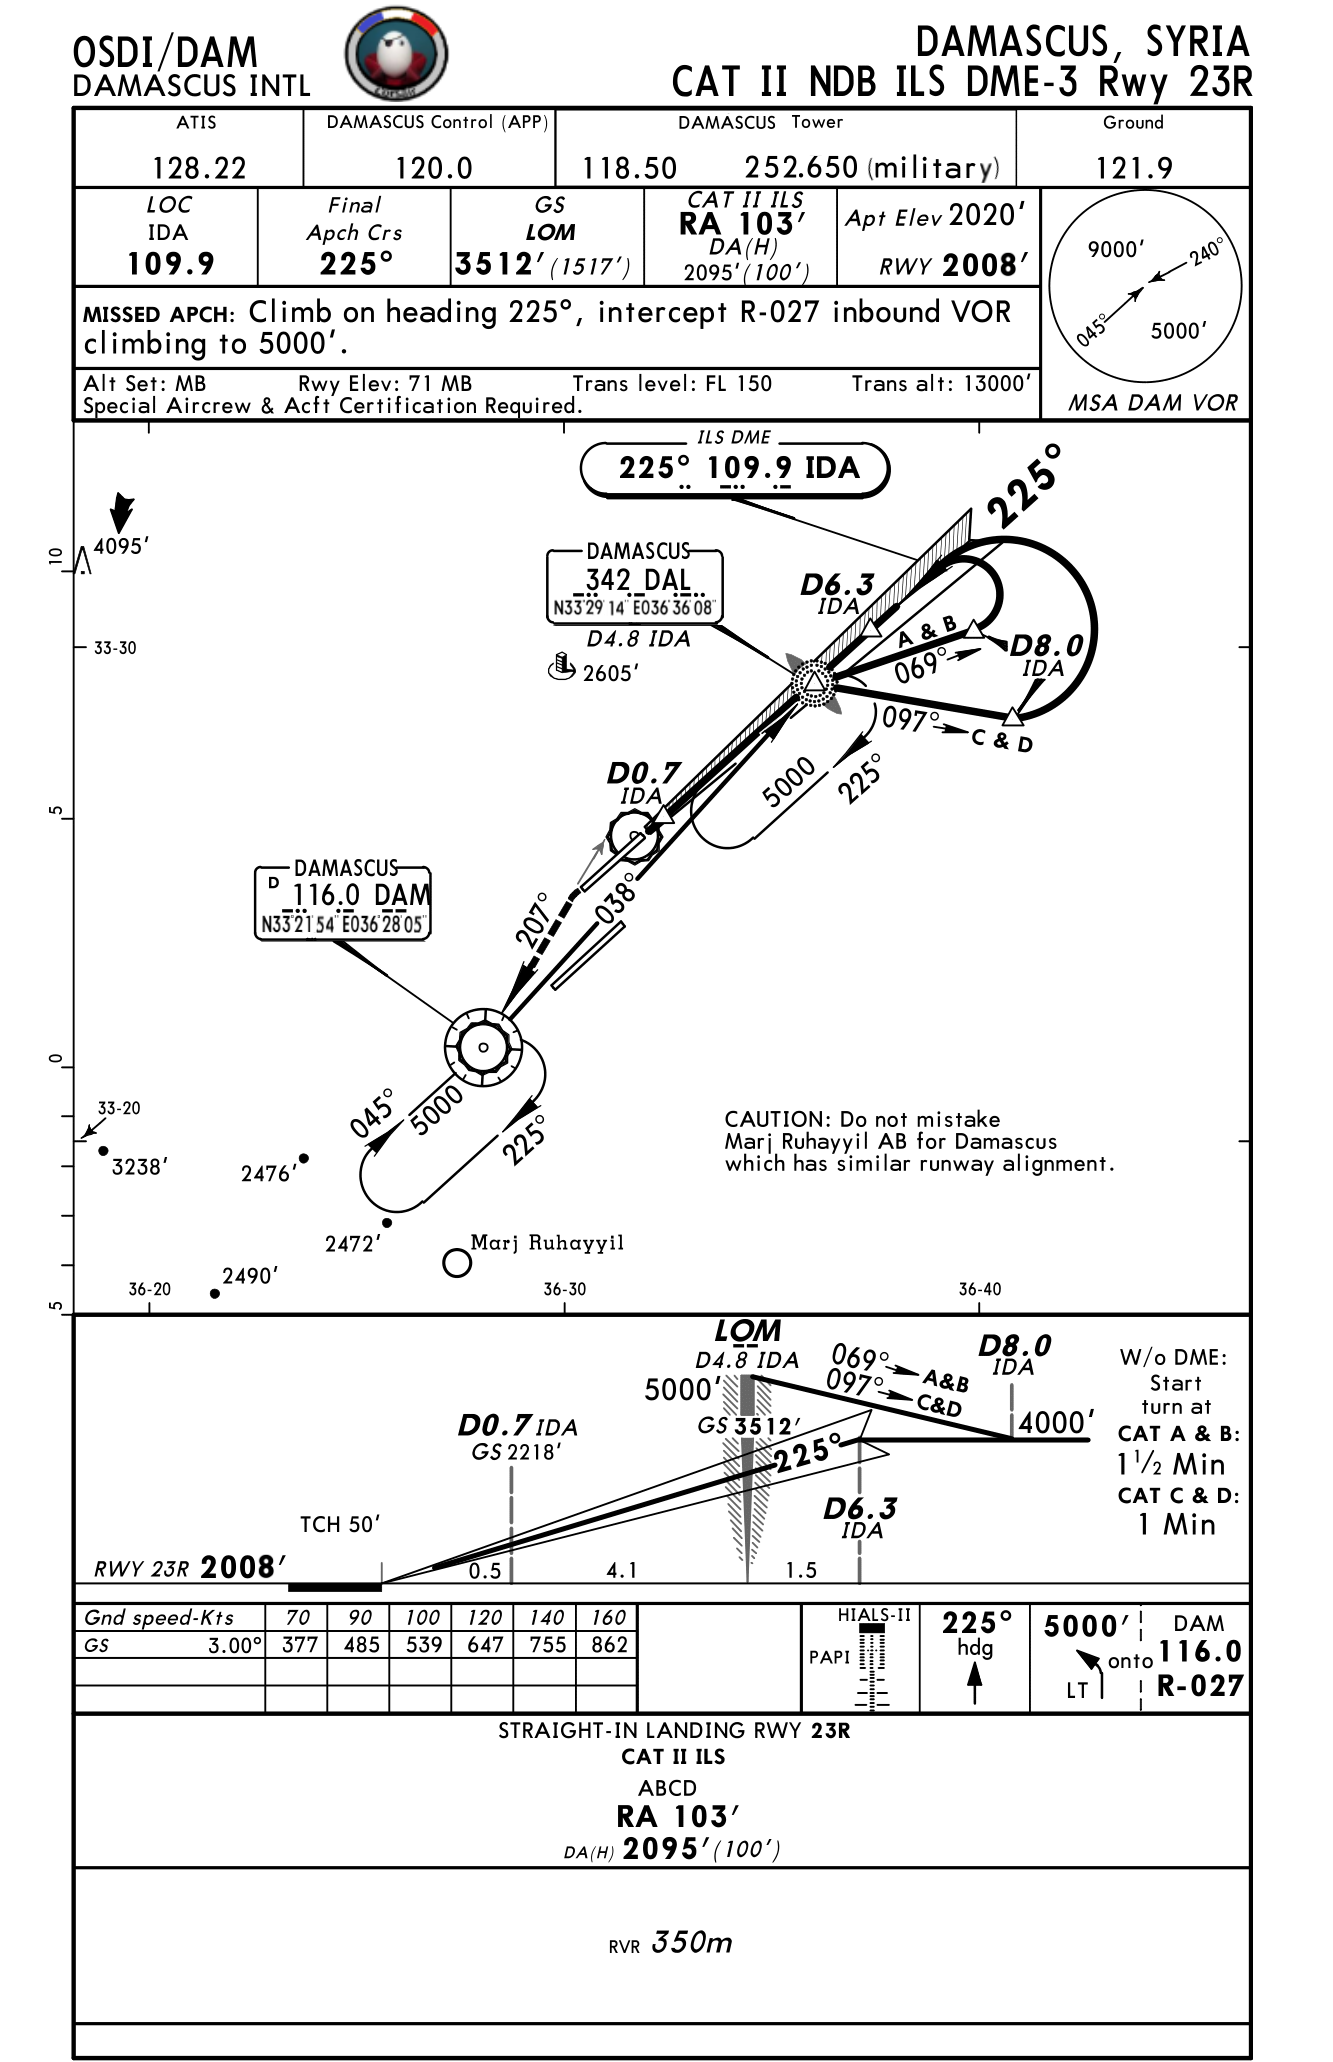 OSDI/DAM
DAMASCUS INTL
DAMASCUS, SYRIA
CAT II NDB ILS DME-3 Rwy 23R
ATIS
128.22
DAMASCUS Control (APP)
120.0
DAMASCUS Tower
118.50 252.650 (military)
Ground
121.9
LOC
IDA
109.9
Final
Apch Crs
225°
GS
LOM
3512' (1517')
CAT II ILS
RA 103'
DA(H)
2095' (100')
Apt Elev 2020'
RWY 2008'
9000'
240°
045°
5000'
MSA DAM VOR
MISSED APCH: Climb on heading 225°, intercept R-027 inbound VOR
climbing to 5000'.
Alt Set: MB Rwy Elev: 71 MB Trans level: FL 150 Trans alt: 13000'
Special Aircrew & Acft Certification Required.
ILS DME
225° 109.9 IDA
225°
4095'
10
DAMASCUS
342 DAL
N33°29'14" E036°36'08"
D4.8 IDA
2605'
D6.3
IDA
33-30
A & B
069°
D8.0
IDA
097°
C & D
5000
225°
D0.7
IDA
5
DAMASCUS
D 116.0 DAM
N33°21'54" E036°28'05"
207°
038°
0
045°
5000
225°
33-20
3238'
2476'
2472'
2490'
Marj Ruhayyil
CAUTION: Do not mistake
Marj Ruhayyil AB for Damascus
which has similar runway alignment.
5
36-20
36-30
36-40
LOM
D4.8 IDA
5000'
GS 3512'
069° A&B
097° C&D
D8.0
IDA
4000'
D0.7 IDA
GS 2218'
225°
D6.3
IDA
TCH 50'
RWY 23R 2008'
0.5
4.1
1.5
W/o DME:
Start
turn at
CAT A & B:
1 1/2 Min
CAT C & D:
1 Min
Gnd speed-Kts 70 90 100 120 140 160
GS 3.00° 377 485 539 647 755 862
HIALS-II
PAPI
225°
hdg
5000'
LT
onto
DAM
116.0
R-027
STRAIGHT-IN LANDING RWY 23R
CAT II ILS
ABCD
RA 103'
DA(H) 2095' (100')
RVR 350m